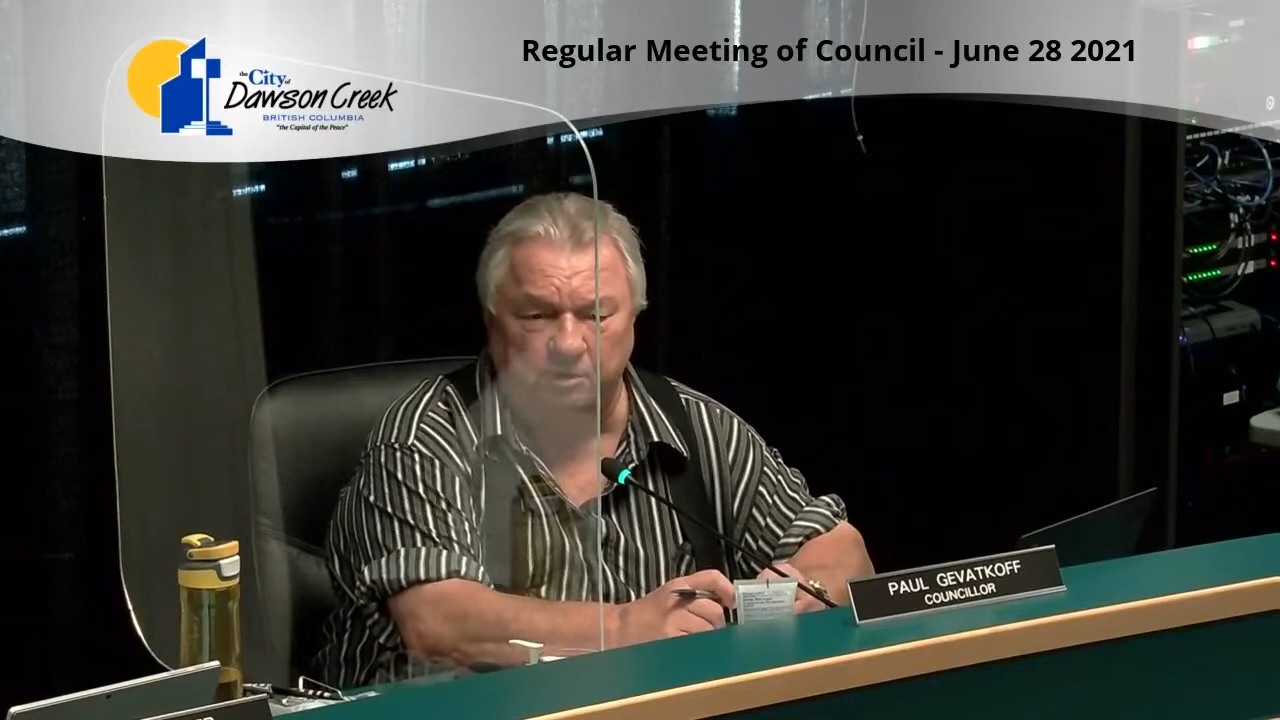 Regular Meeting of Council - June 28 2021
the City of
Dawson Creek
BRITISH COLUMBIA
"the Capital of the Peace"
PAUL GEVATKOFF
COUNCILLOR